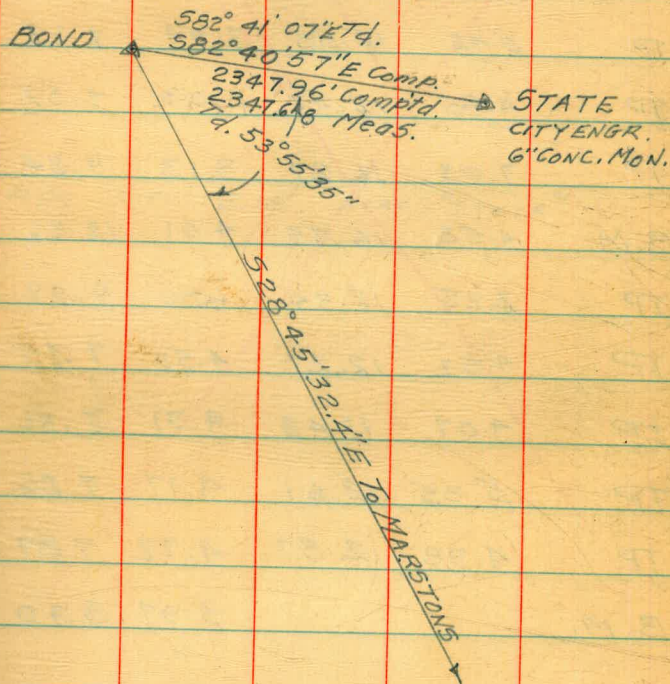 BOND
S82° 41' 07"E Td.
S82°40'57"E Comp.
2347.96' Comptd.
2347.68 Meas.
Td. 53°55'35"
STATE
CITY ENGR.
6" CONC. MON.
S28°45'32.4"E To MARSTONS